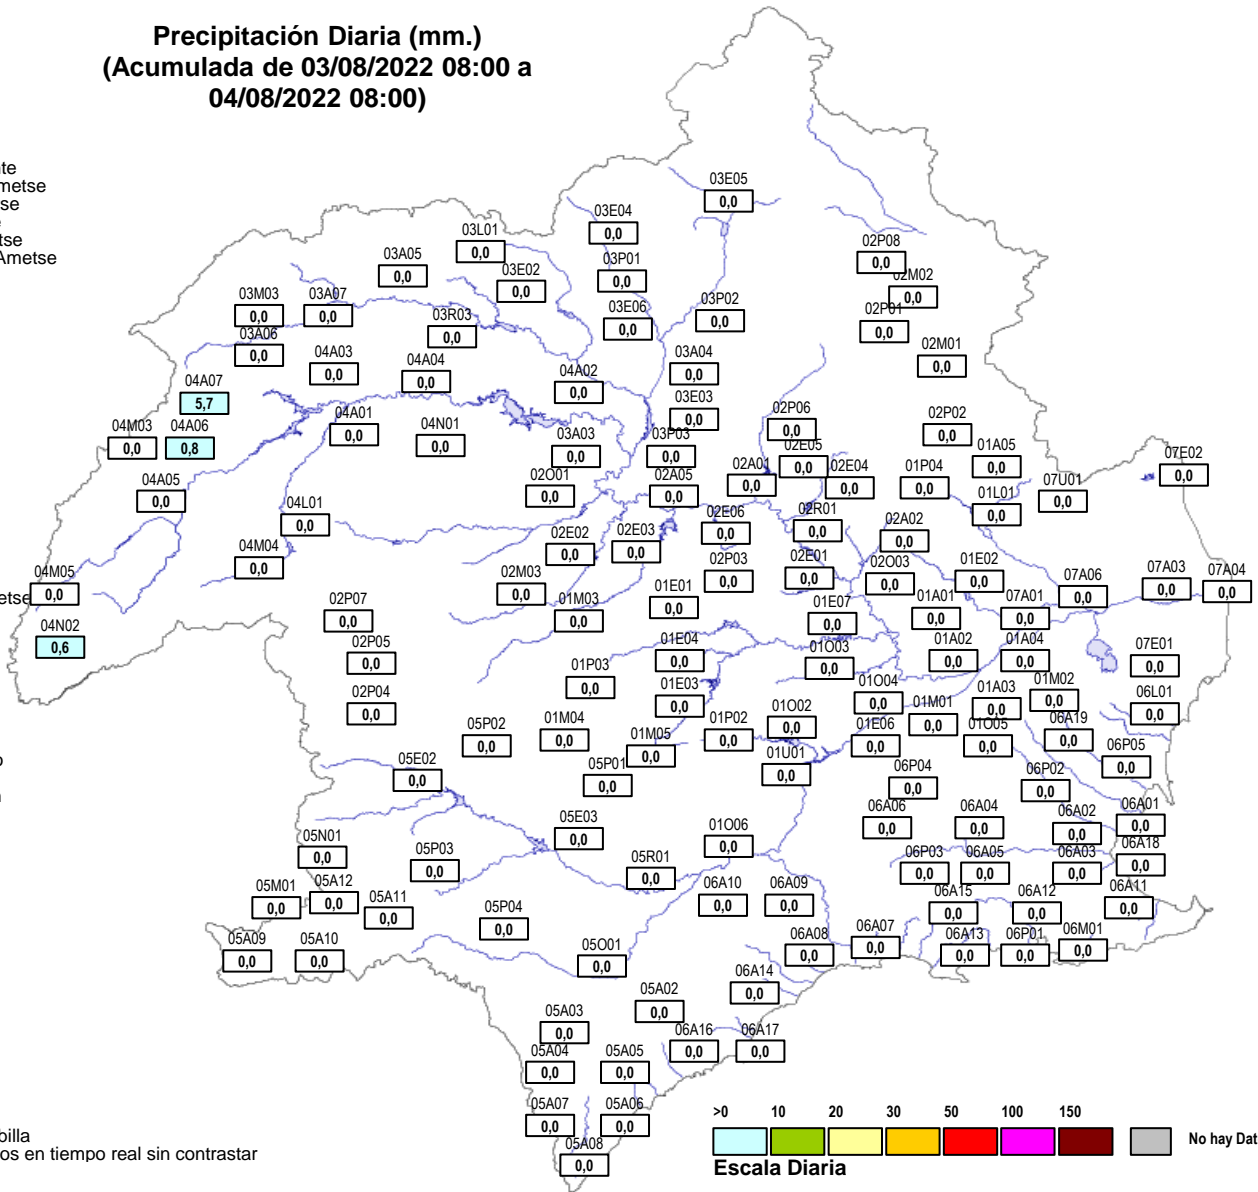 Precipitación Diaria (mm.)
(Acumulada de 03/08/2022 08:00 a
04/08/2022 08:00)
03E05
0,0
03E04
0,0
03L01
0,0
03A05
0,0
03E02
0,0
03P01
0,0
02P08
0,0
02M02
0,0
03M03
0,0
03A07
0,0
03R03
0,0
03E06
0,0
03P02
0,0
02P01
0,0
03A06
0,0
04A03
0,0
04A04
0,0
04A02
0,0
03A04
0,0
02M01
0,0
04A07
5,7
03E03
0,0
04M03
0,0
04A06
0,8
04A01
0,0
04N01
0,0
03A03
0,0
03P03
0,0
02P06
0,0
02E05
0,0
02P02
0,0
01A05
0,0
07E02
0,0
04A05
0,0
02O01
0,0
02A05
0,0
02A01
0,0
02E04
0,0
01P04
0,0
07U01
0,0
01L01
0,0
04L01
0,0
02E02
0,0
02E03
0,0
02E06
0,0
02R01
0,0
02A02
0,0
04M04
0,0
04M05
0,0
02M03
0,0
01M03
0,0
01E01
0,0
02P03
0,0
02E01
0,0
02O03
0,0
01E02
0,0
07A06
0,0
07A03
0,0
07A04
0,0
04N02
0,6
02P07
0,0
01E07
0,0
01A01
0,0
07A01
0,0
02P05
0,0
01E04
0,0
01O03
0,0
01A02
0,0
01A04
0,0
07E01
0,0
02P04
0,0
01P03
0,0
01E03
0,0
01O04
0,0
01M01
0,0
01A03
0,0
01M02
0,0
06L01
0,0
05P02
0,0
01M04
0,0
01M05
0,0
01P02
0,0
01O02
0,0
01E06
0,0
01O05
0,0
06A19
0,0
06P05
0,0
05E02
0,0
05P01
0,0
01U01
0,0
06P04
0,0
06P02
0,0
05E03
0,0
01O06
0,0
06A06
0,0
06A04
0,0
06A02
0,0
06A01
0,0
05N01
0,0
05P03
0,0
05R01
0,0
06P03
0,0
06A05
0,0
06A03
0,0
06A18
0,0
05M01
0,0
05A12
0,0
05A11
0,0
06A10
0,0
06A09
0,0
06A15
0,0
06A12
0,0
06A11
0,0
05P04
0,0
05A09
0,0
05A10
0,0
05O01
0,0
06A08
0,0
06A07
0,0
06A13
0,0
06P01
0,0
06M01
0,0
06A14
0,0
05A02
0,0
05A03
0,0
06A16
0,0
06A17
0,0
05A04
0,0
05A05
0,0
05A07
0,0
05A06
0,0
05A08
0,0
>0 10 20 30 50 100 150
No hay Dat
Escala Diaria
nte
metse
tse
Ametse
etse
billa
os en tiempo real sin contrastar